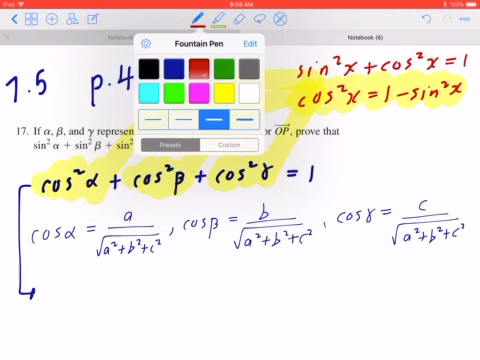 iPad
8:09 AM
100%
Notebook
Notebook (6)
Fountain Pen
Edit
Presets
Custom
7.5 p.4
sin²x + cos²x = 1
cos²x = 1 - sin²x
17. If α, β, and γ represen or OP, prove that
sin² α + sin² β + sin²
cos²α + cos²β + cos²γ = 1
cosα = a/√(a²+b²+c²) , cosβ = b/√(a²+b²+c²) , cosγ = c/√(a²+b²+c²)